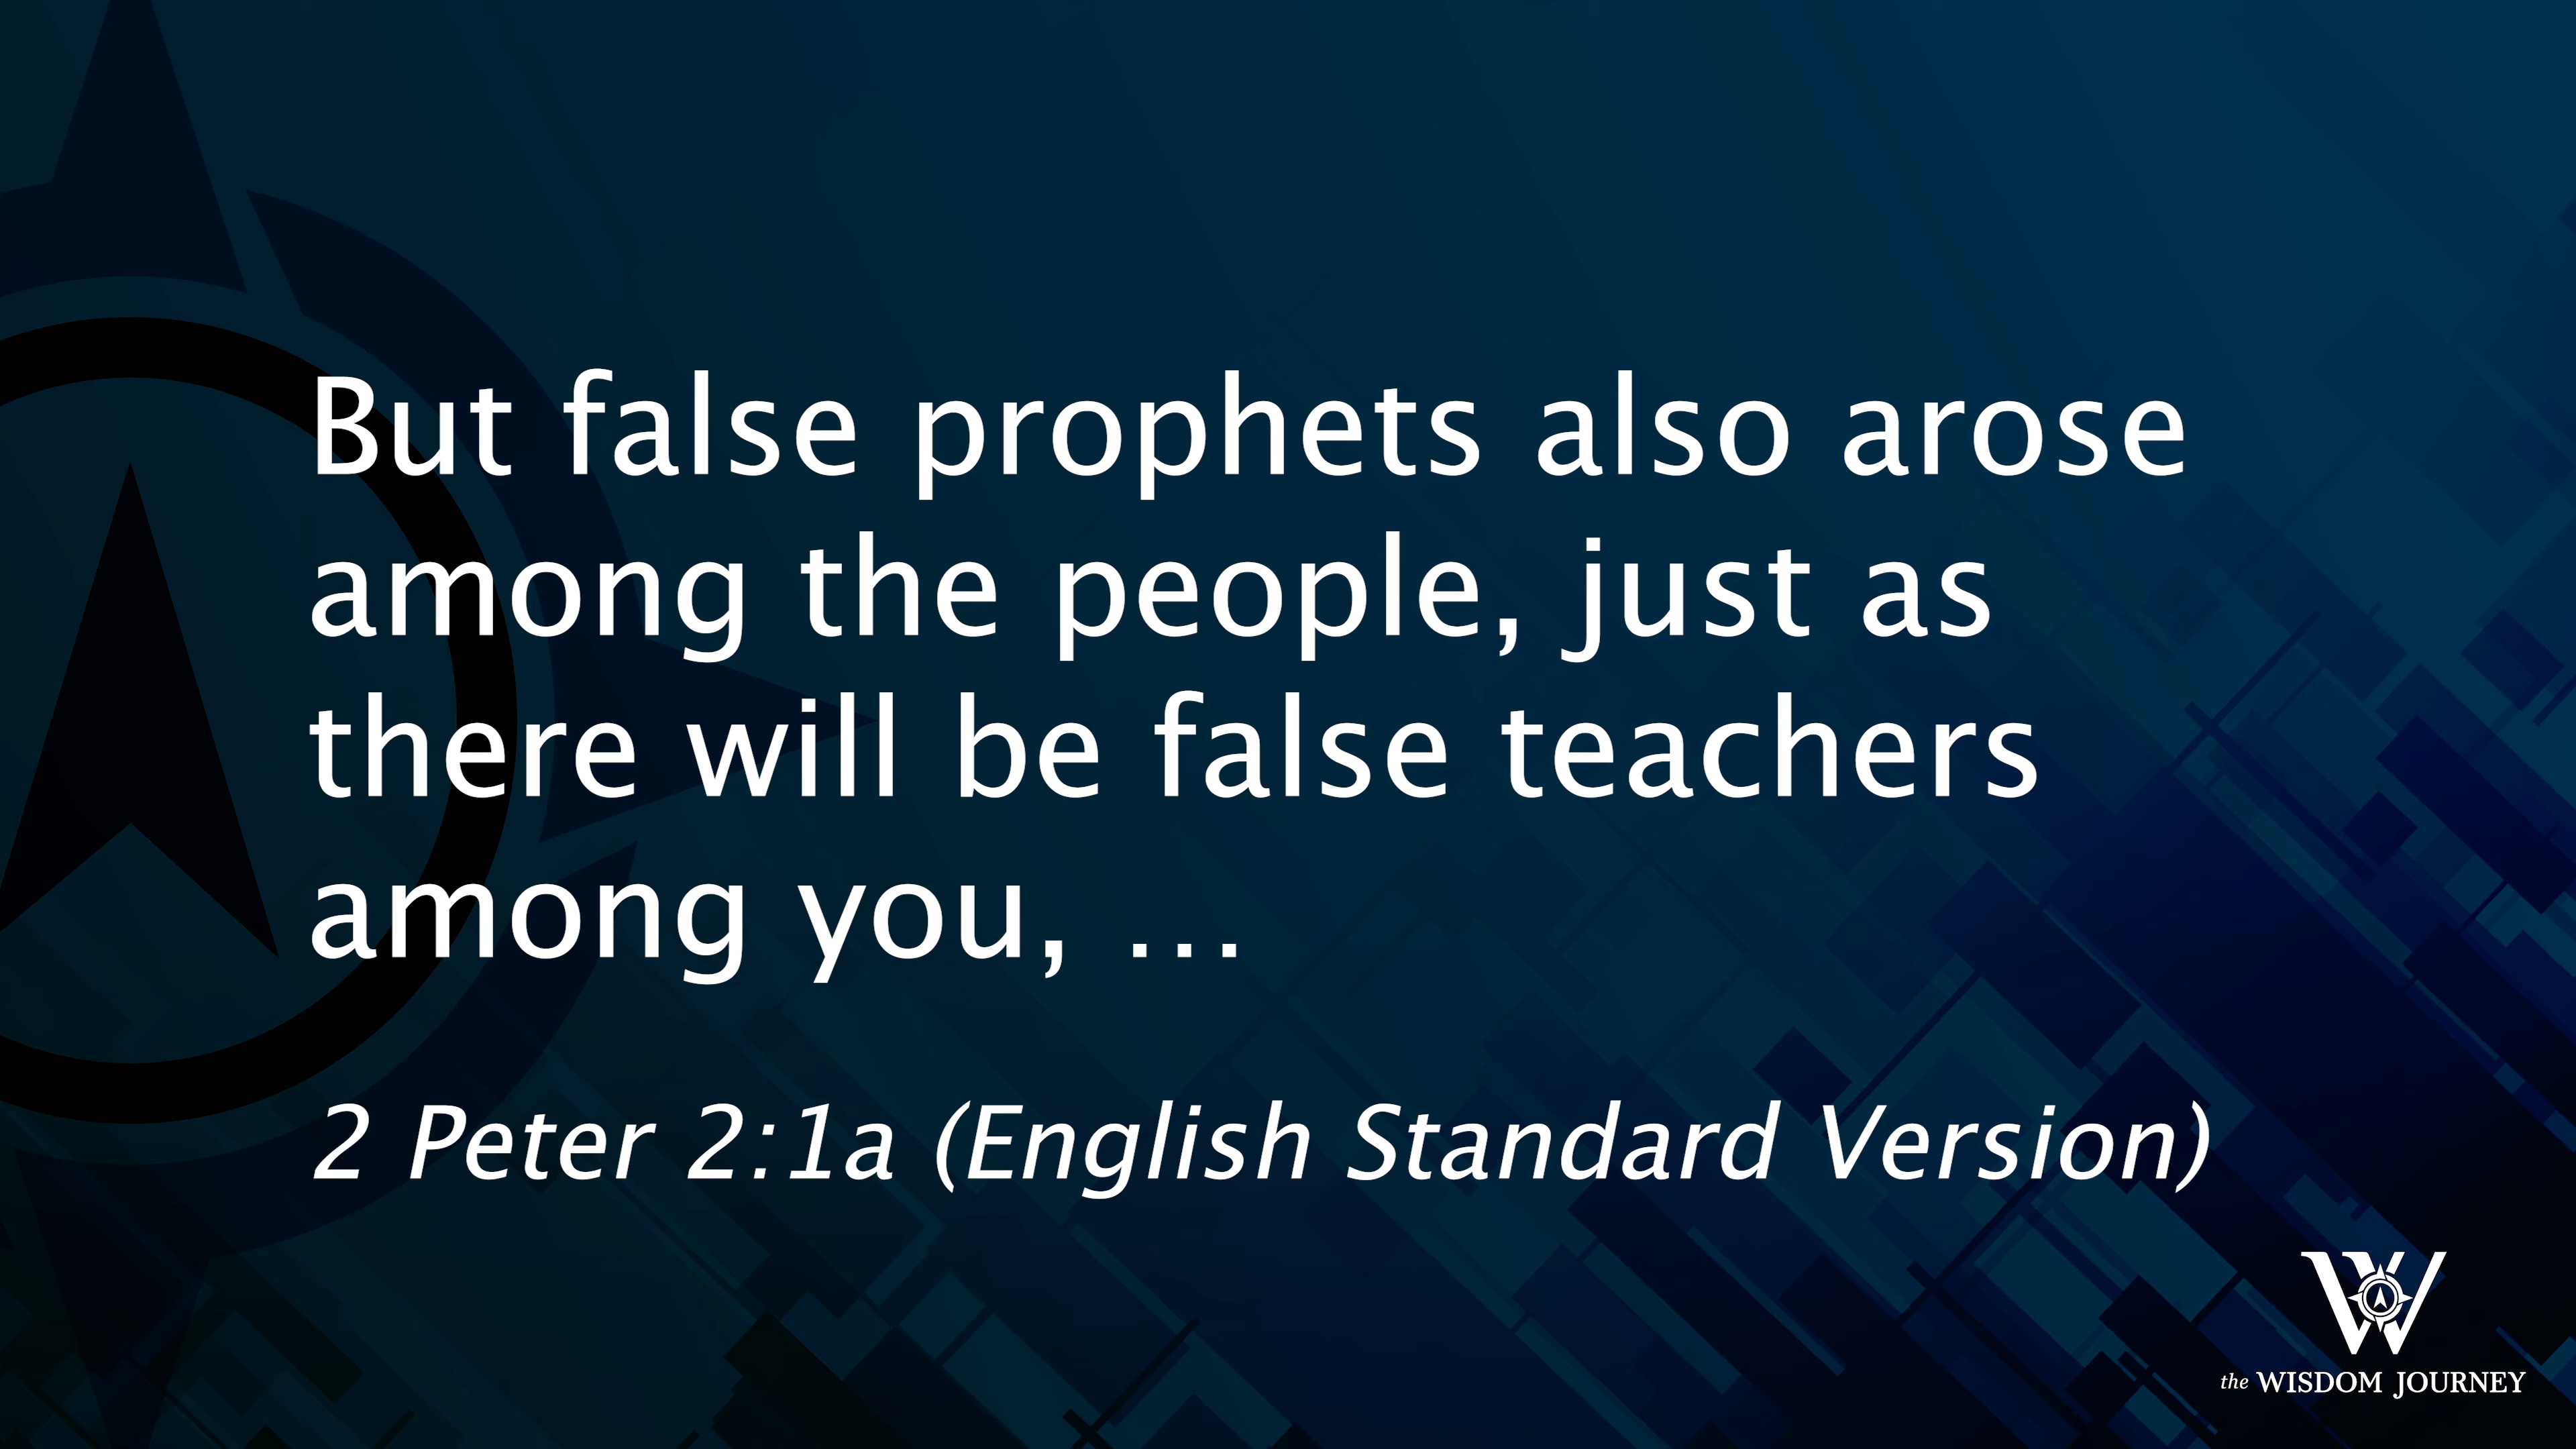 But false prophets also arose
among the people, just as
there will be false teachers
among you, ...
2 Peter 2:1a (English Standard Version)
W
the WISDOM JOURNEY